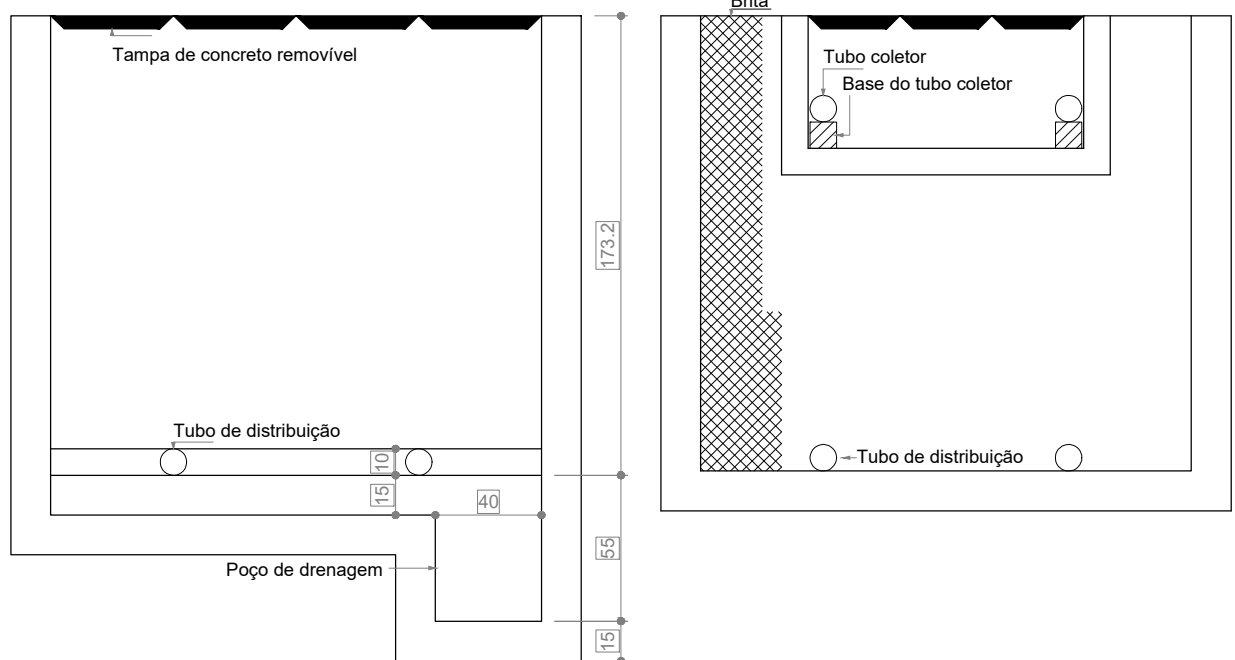 Brita
Tampa de concreto removível
Tubo coletor
Base do tubo coletor
173.2
Tubo de distribuição
10
Tubo de distribuição
15
40
55
Poço de drenagem
15